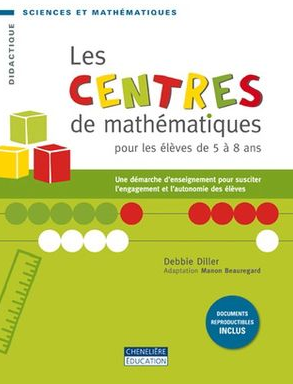 DIDACTIQUE
SCIENCES ET MATHÉMATIQUES
Les
CENTRES
de mathématiques
pour les élèves de 5 à 8 ans
Une démarche d'enseignement pour susciter
l'engagement et l'autonomie des élèves
Debbie Diller
Adaptation Manon Beauregard
DOCUMENTS
REPRODUCTIBLES
INCLUS
CHENELIÈRE
ÉDUCATION